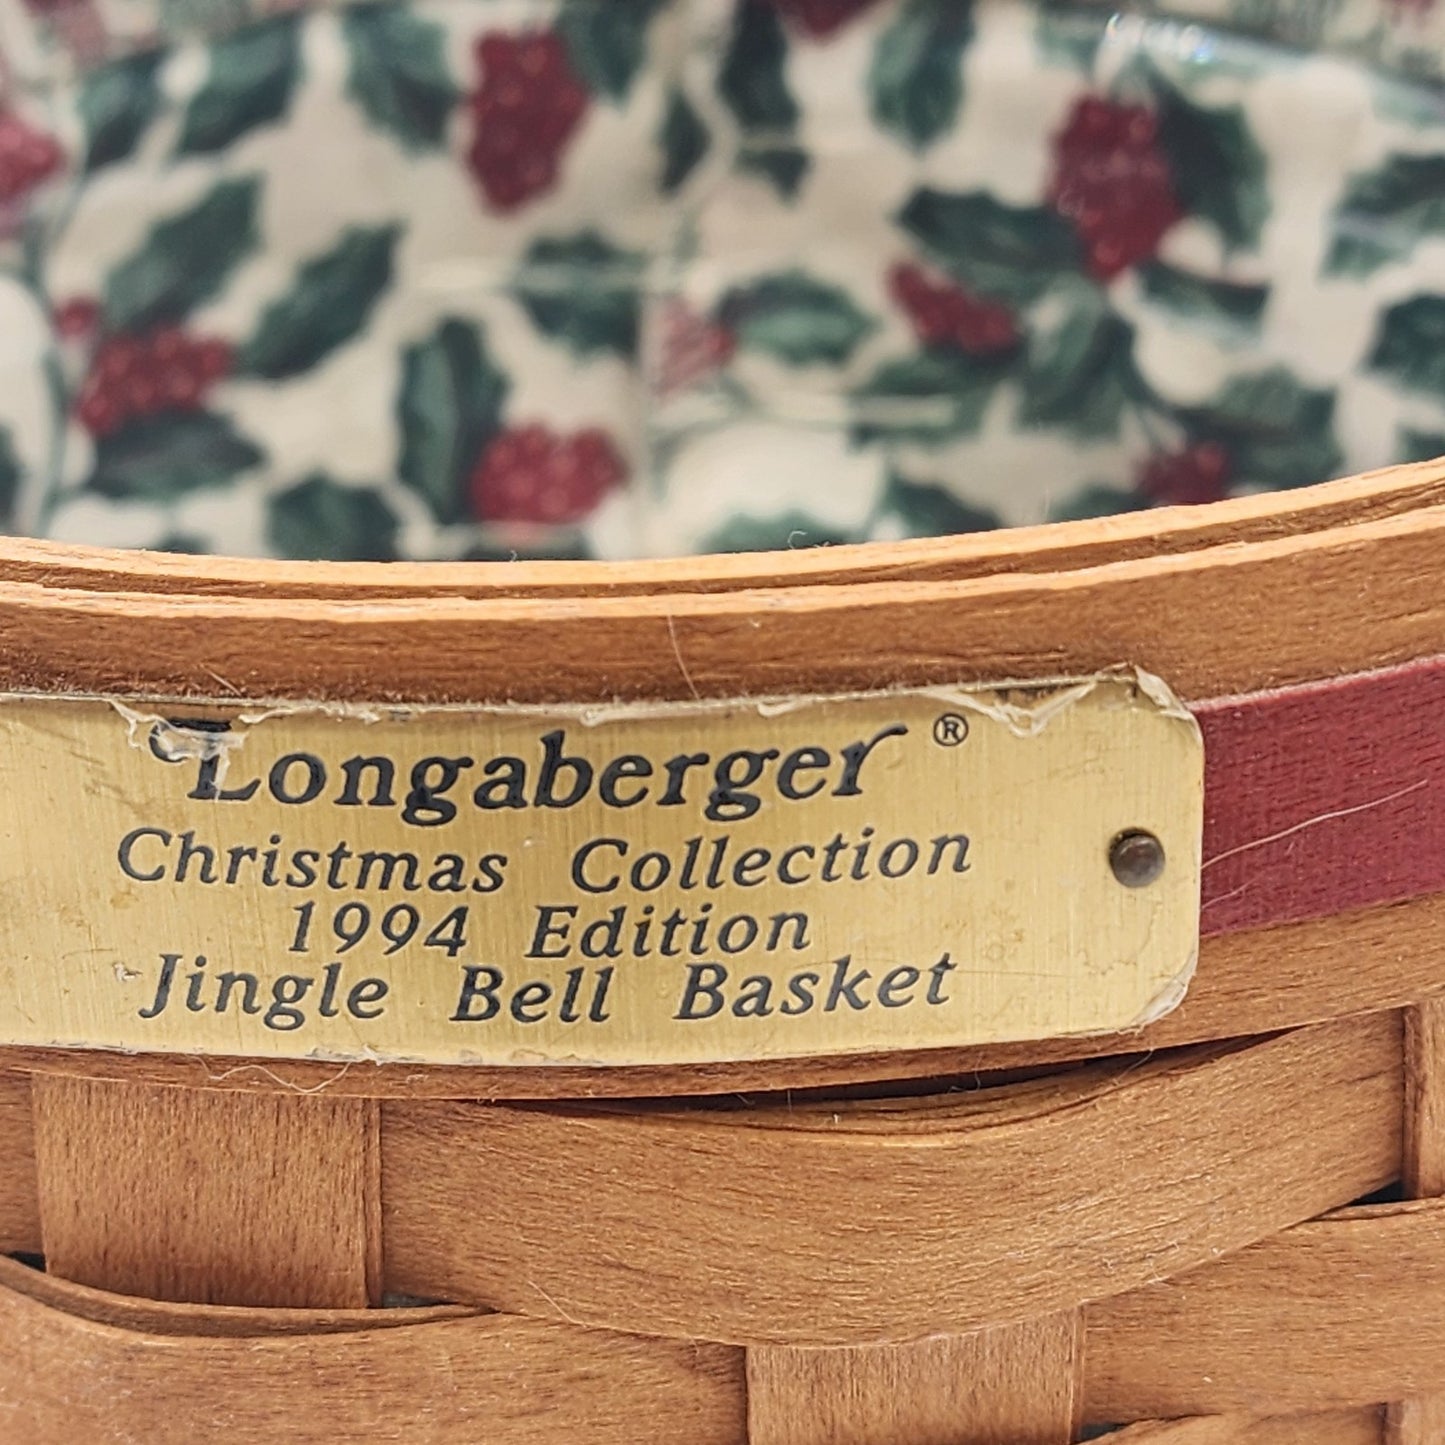 Longaberger®
Christmas Collection
1994 Edition
Jingle Bell Basket